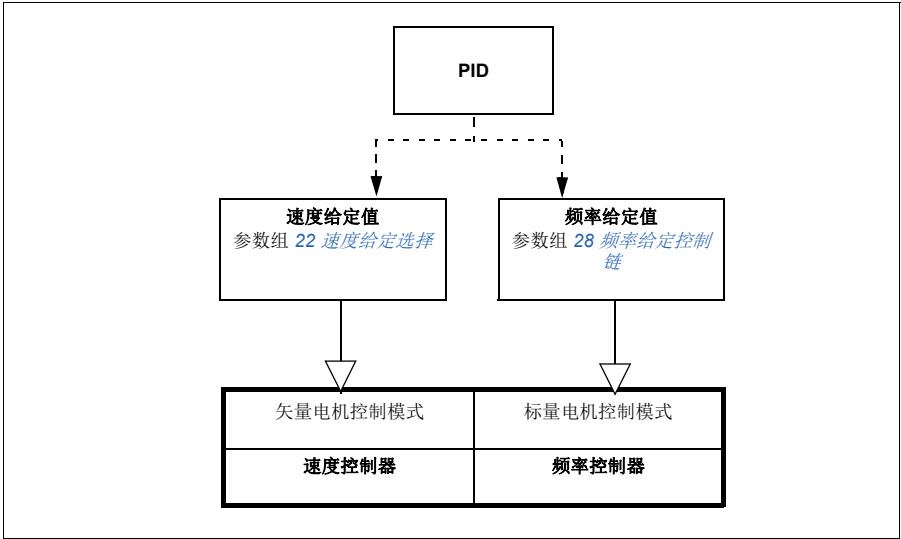 PID
速度给定值
参数组 22 速度给定选择
频率给定值
参数组 28 频率给定控制
链
矢量电机控制模式
标量电机控制模式
速度控制器
频率控制器